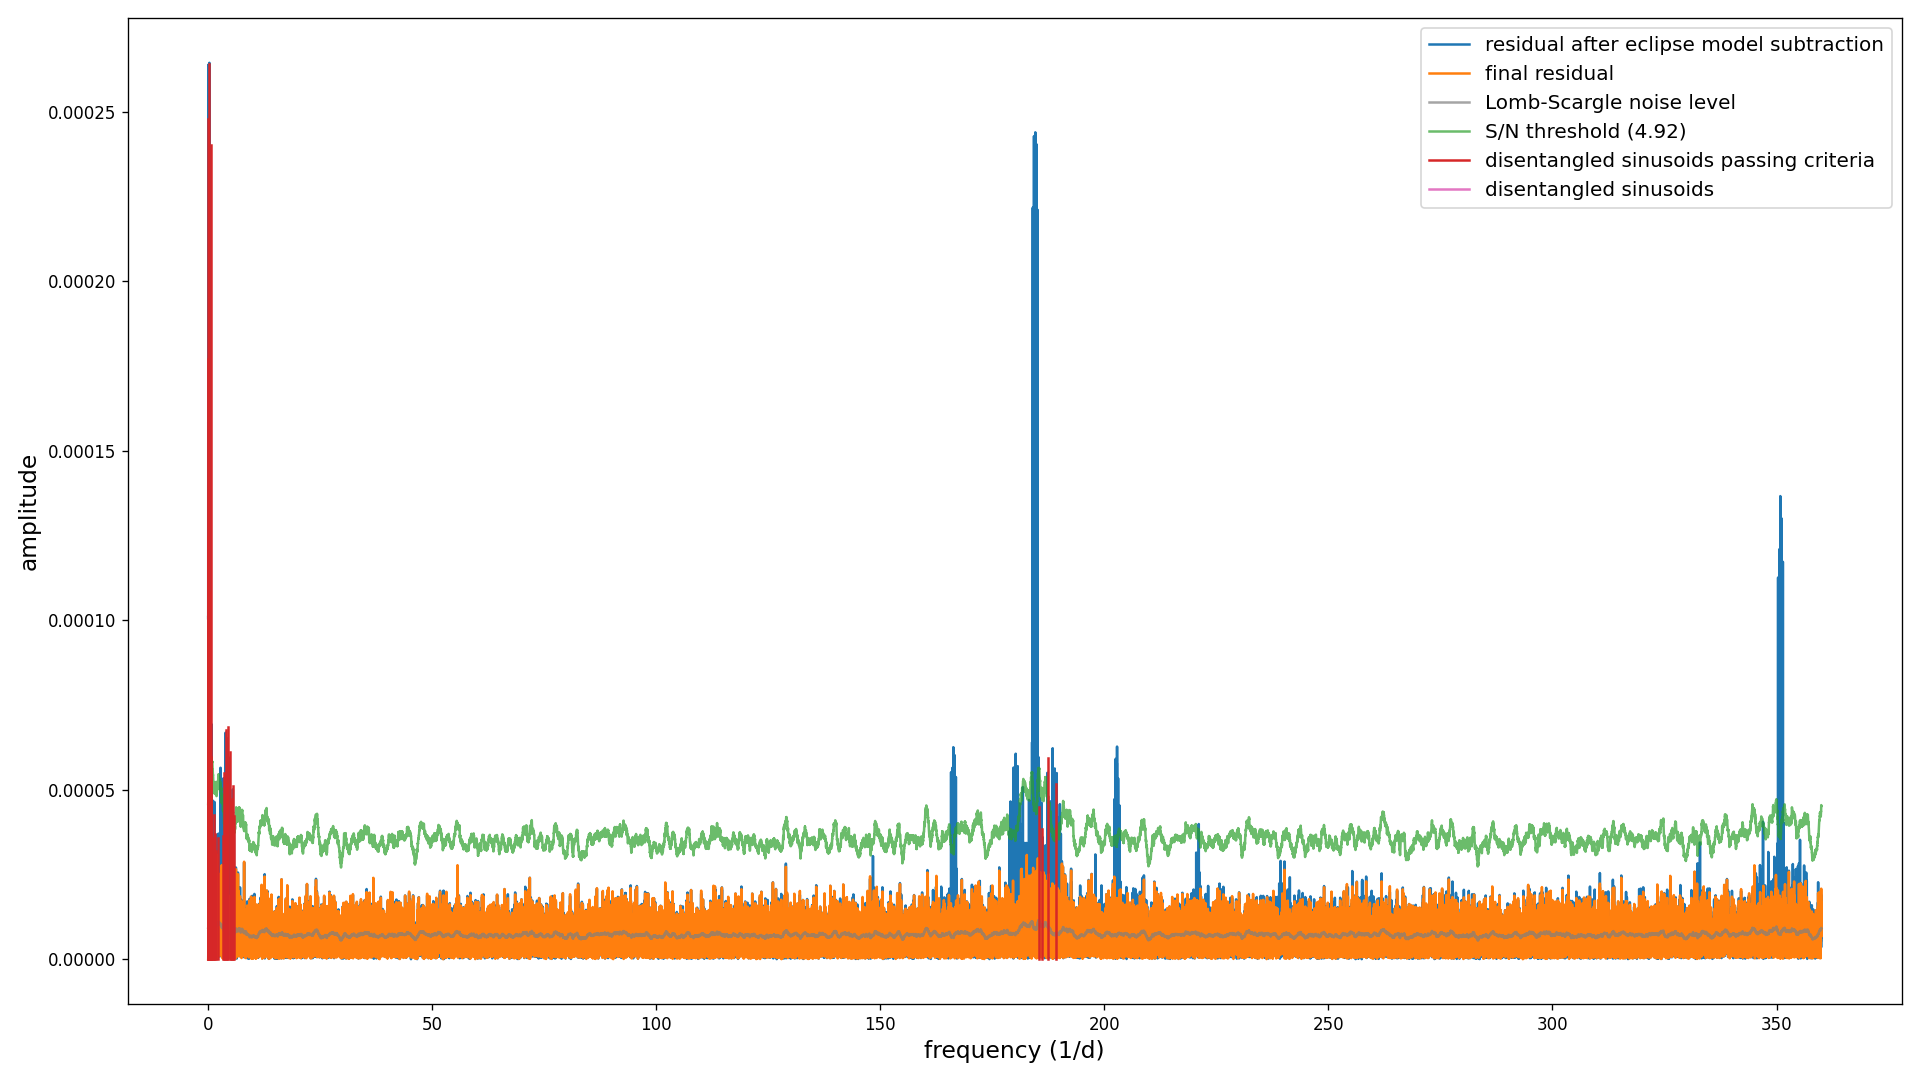 residual after eclipse model subtraction
final residual
Lomb-Scargle noise level
S/N threshold (4.92)
disentangled sinusoids passing criteria
disentangled sinusoids
amplitude
0.00025
0.00020
0.00015
0.00010
0.00005
0.00000
0 50 100 150 200 250 300 350
frequency (1/d)